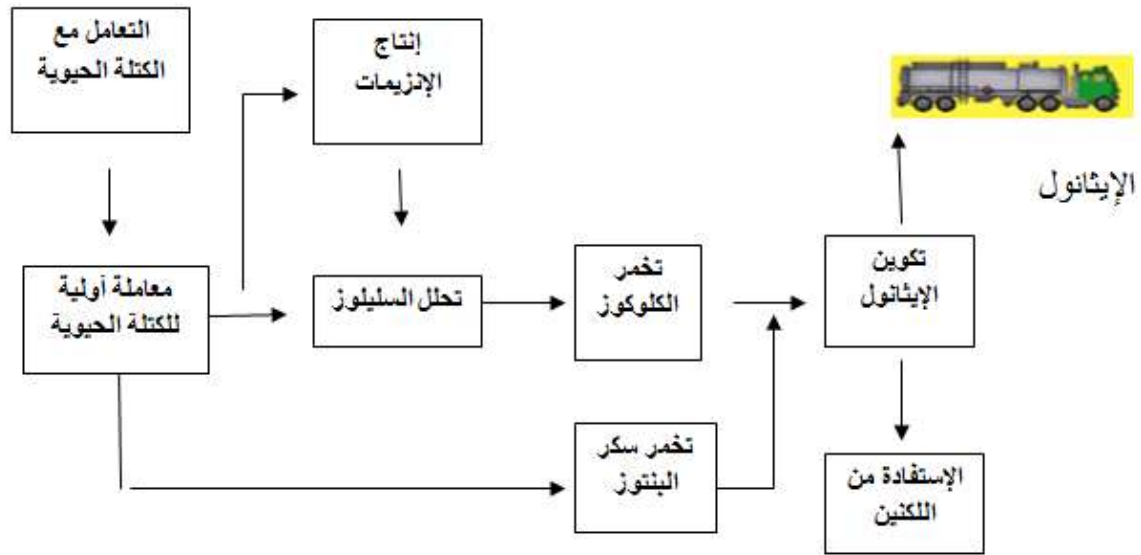 التعامل مع
الكتلة الحيوية
إنتاج
الإنزيمات
الإيثانول
معاملة أولية
للكتلة الحيوية
تحلل السليلوز
تخمر
الكلوكوز
تكوين
الإيثانول
تخمر سكر
البنتوز
الإستفادة من
اللكنين